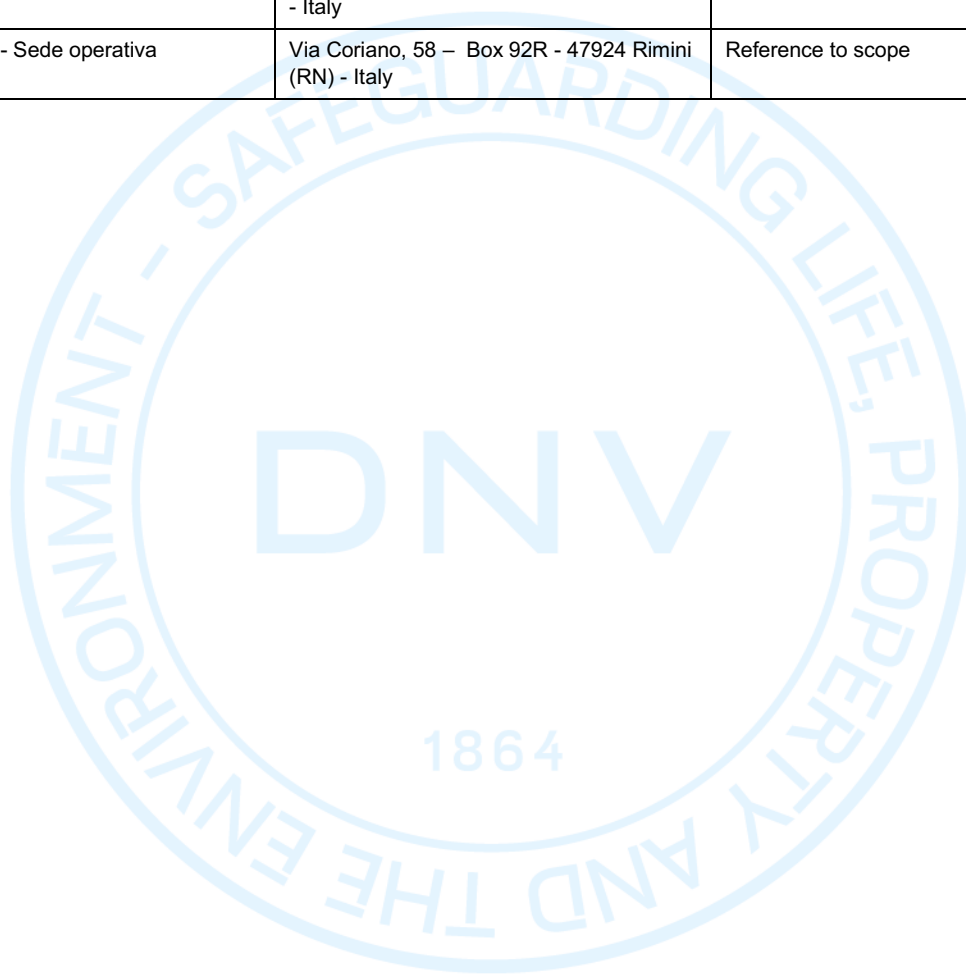 - Italy
- Sede operativa
Via Coriano, 58 – Box 92R - 47924 Rimini
(RN) - Italy
Reference to scope
SAFEGUARDING LIFE, PROPERTY AND THE ENVIRONMENT -
DNV
1864